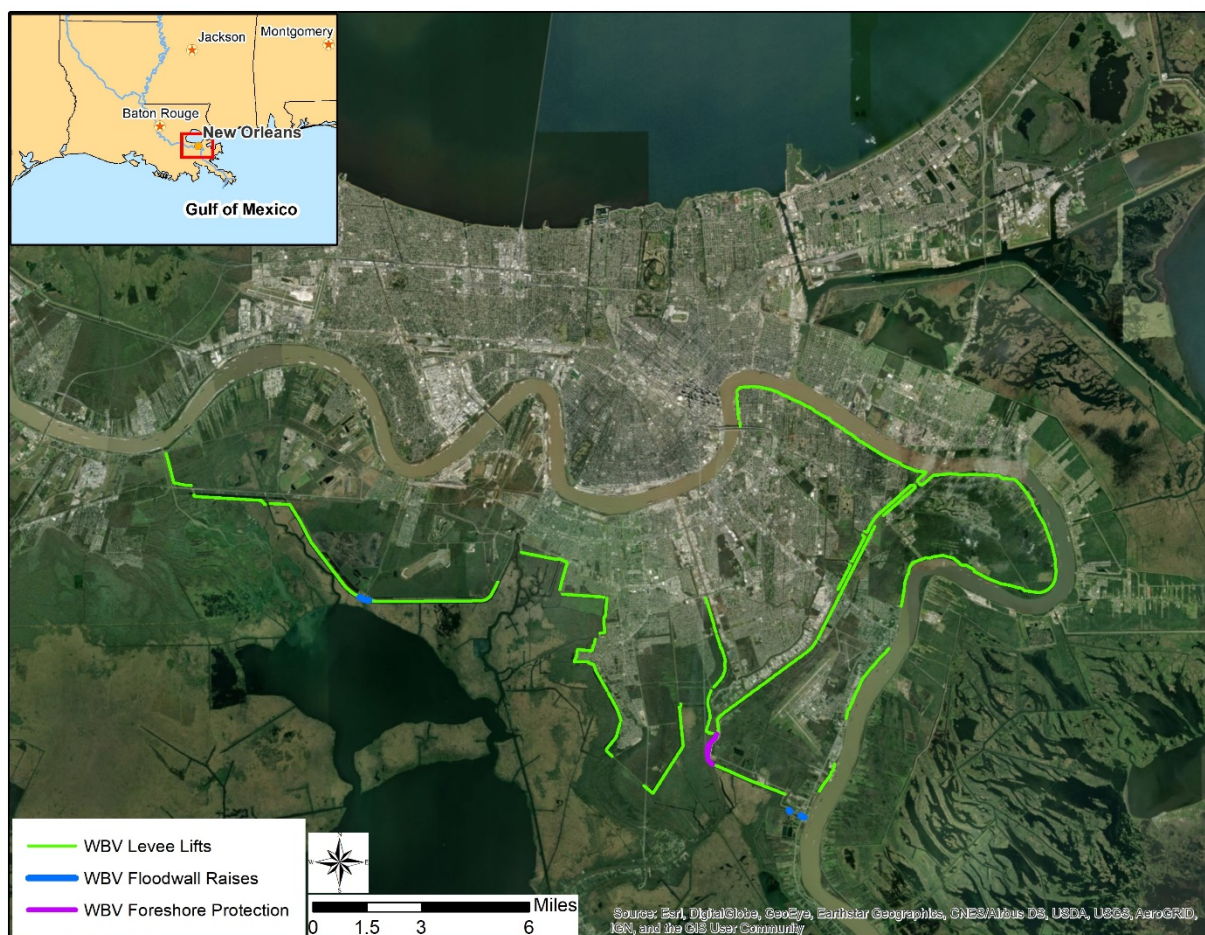 Jackson
Montgomery
Baton Rouge
New Orleans
Gulf of Mexico
WBV Levee Lifts
WBV Floodwall Raises
WBV Foreshore Protection
N
W
E
S
Miles
0 1.5 3 6
Source: Esri, DigitalGlobe, GeoEye, Earthstar Geographics, CNES/Airbus DS, USDA, USGS, AeroGRID,
IGN, and the GIS User Community